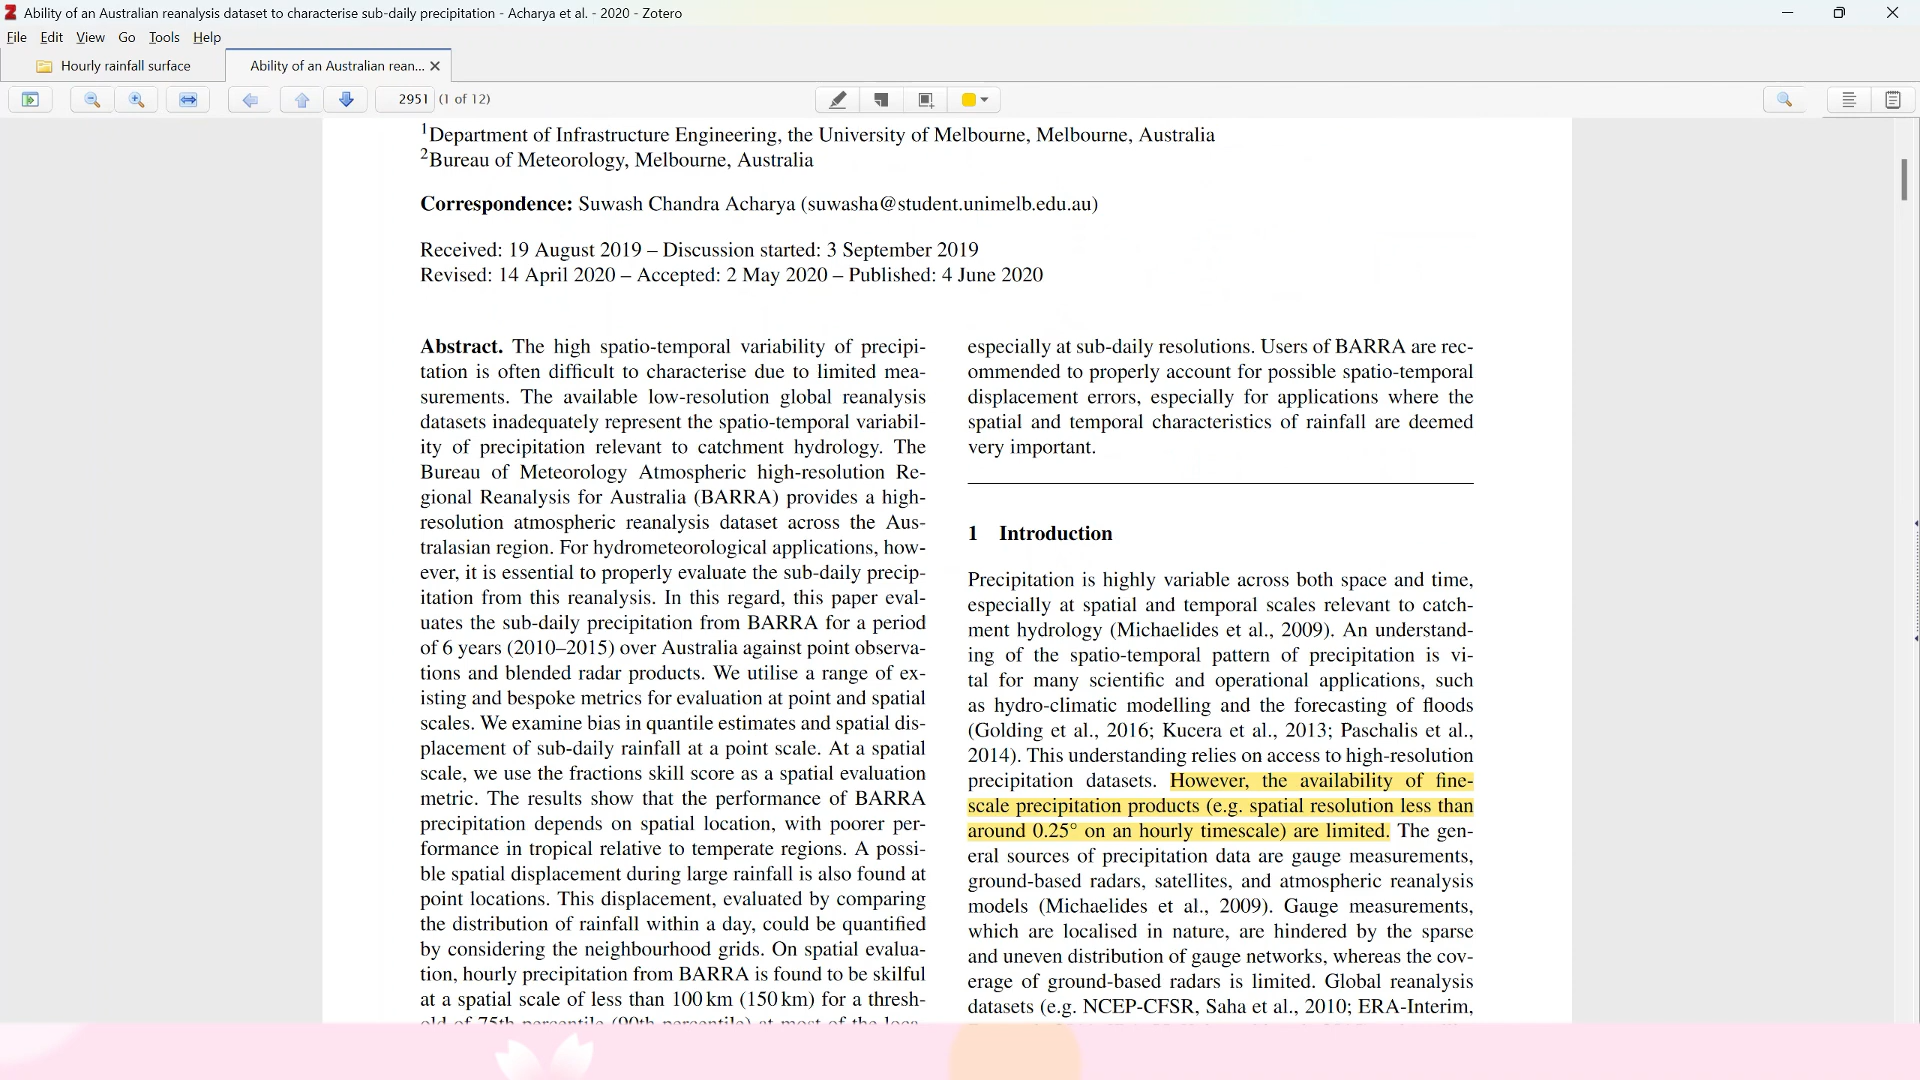 Ability of an Australian reanalysis dataset to characterise sub-daily precipitation - Acharya et al. - 2020 - Zotero
File Edit View Go Tools Help
Hourly rainfall surface
Ability of an Australian rean...
2951 (1 of 12)
1Department of Infrastructure Engineering, the University of Melbourne, Melbourne, Australia
2Bureau of Meteorology, Melbourne, Australia
Correspondence: Suwash Chandra Acharya (suwasha@student.unimelb.edu.au)
Received: 19 August 2019 – Discussion started: 3 September 2019
Revised: 14 April 2020 – Accepted: 2 May 2020 – Published: 4 June 2020
Abstract. The high spatio-temporal variability of precipi-
tation is often difficult to characterise due to limited mea-
surements. The available low-resolution global reanalysis
datasets inadequately represent the spatio-temporal variabil-
ity of precipitation relevant to catchment hydrology. The
Bureau of Meteorology Atmospheric high-resolution Re-
gional Reanalysis for Australia (BARRA) provides a high-
resolution atmospheric reanalysis dataset across the Aus-
tralasian region. For hydrometeorological applications, how-
ever, it is essential to properly evaluate the sub-daily precip-
itation from this reanalysis. In this regard, this paper eval-
uates the sub-daily precipitation from BARRA for a period
of 6 years (2010–2015) over Australia against point observa-
tions and blended radar products. We utilise a range of ex-
isting and bespoke metrics for evaluation at point and spatial
scales. We examine bias in quantile estimates and spatial dis-
placement of sub-daily rainfall at a point scale. At a spatial
scale, we use the fractions skill score as a spatial evaluation
metric. The results show that the performance of BARRA
precipitation depends on spatial location, with poorer per-
formance in tropical relative to temperate regions. A possi-
ble spatial displacement during large rainfall is also found at
point locations. This displacement, evaluated by comparing
the distribution of rainfall within a day, could be quantified
by considering the neighbourhood grids. On spatial evalua-
tion, hourly precipitation from BARRA is found to be skilful
at a spatial scale of less than 100 km (150 km) for a thresh-
old of 75th percentile (90th percentile) at most of the loca-
especially at sub-daily resolutions. Users of BARRA are rec-
ommended to properly account for possible spatio-temporal
displacement errors, especially for applications where the
spatial and temporal characteristics of rainfall are deemed
very important.
1 Introduction
Precipitation is highly variable across both space and time,
especially at spatial and temporal scales relevant to catch-
ment hydrology (Michaelides et al., 2009). An understand-
ing of the spatio-temporal pattern of precipitation is vi-
tal for many scientific and operational applications, such
as hydro-climatic modelling and the forecasting of floods
(Golding et al., 2016; Kucera et al., 2013; Paschalis et al.,
2014). This understanding relies on access to high-resolution
precipitation datasets. However, the availability of fine-
scale precipitation products (e.g. spatial resolution less than
around 0.25° on an hourly timescale) are limited. The gen-
eral sources of precipitation data are gauge measurements,
ground-based radars, satellites, and atmospheric reanalysis
models (Michaelides et al., 2009). Gauge measurements,
which are localised in nature, are hindered by the sparse
and uneven distribution of gauge networks, whereas the cov-
erage of ground-based radars is limited. Global reanalysis
datasets (e.g. NCEP-CFSR, Saha et al., 2010; ERA-Interim,